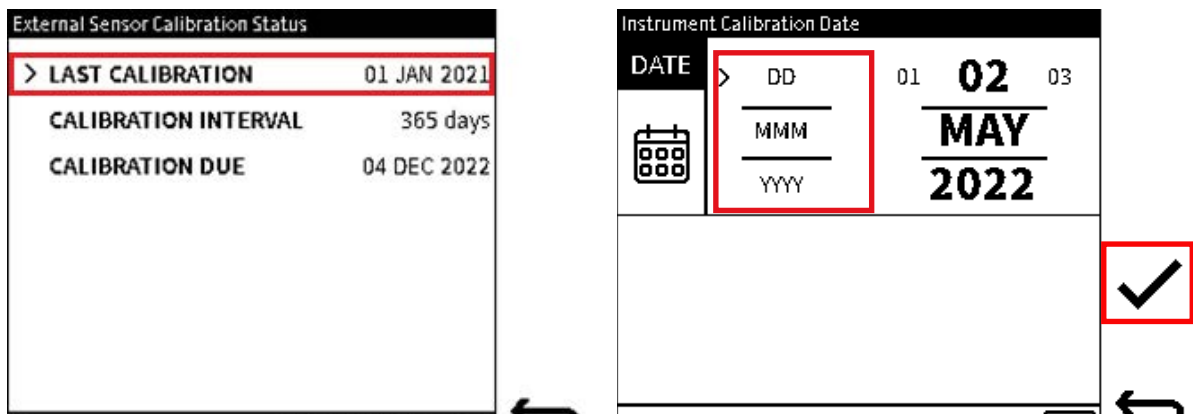 External Sensor Calibration Status
> LAST CALIBRATION 01 JAN 2021
CALIBRATION INTERVAL 365 days
CALIBRATION DUE 04 DEC 2022
Instrument Calibration Date
DATE
> DD 01 02 03
MMM MAY
YYYY 2022